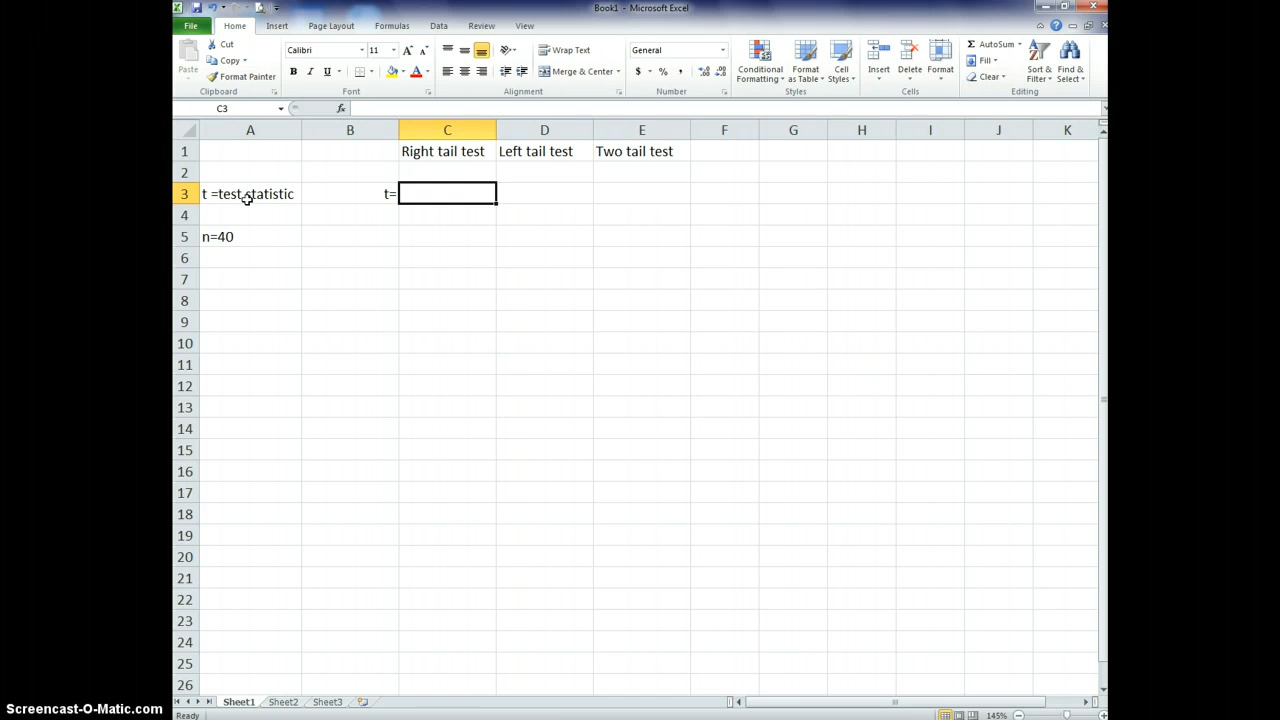 Book1 - Microsoft Excel
File Home Insert Page Layout Formulas Data Review View
Paste
Cut
Copy
Format Painter
Clipboard
Calibri 11
B I U
Font
Wrap Text
Merge & Center
Alignment
General
$ % ,
Number
Conditional Formatting
Format as Table
Cell Styles
Styles
Insert Delete Format
Cells
AutoSum
Fill
Clear
Sort & Filter
Find & Select
Editing
C3 fx
A B C D E F G H I J K
1 Right tail test Left tail test Two tail test
2
3 t =test statistic t=
4
5 n=40
6
7
8
9
10
11
12
13
14
15
16
17
18
19
20
21
22
23
24
25
26
Sheet1 Sheet2 Sheet3
Ready 145%
Screencast-O-Matic.com